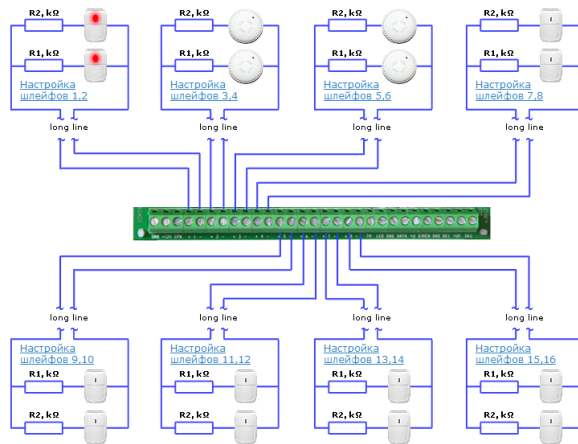 R2, kΩ
R2, kΩ
R2, kΩ
R2, kΩ
R1, kΩ
R1, kΩ
R1, kΩ
R1, kΩ
Настройка
шлейфов 1,2
Настройка
шлейфов 3,4
Настройка
шлейфов 5,6
Настройка
шлейфов 7,8
long line
long line
long line
long line
long line
long line
long line
long line
Настройка
шлейфов 9,10
Настройка
шлейфов 11,12
Настройка
шлейфов 13,14
Настройка
шлейфов 15,16
R1, kΩ
R1, kΩ
R1, kΩ
R1, kΩ
R2, kΩ
R2, kΩ
R2, kΩ
R2, kΩ